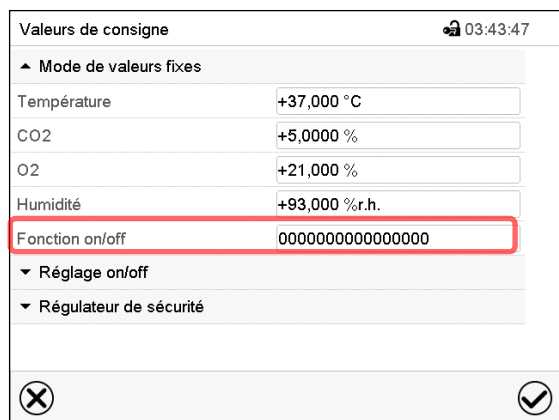 Valeurs de consigne 03:43:47
Mode de valeurs fixes
Température +37,000 °C
CO2 +5,0000 %
O2 +21,000 %
Humidité +93,000 %r.h.
Fonction on/off 0000000000000000
Réglage on/off
Régulateur de sécurité